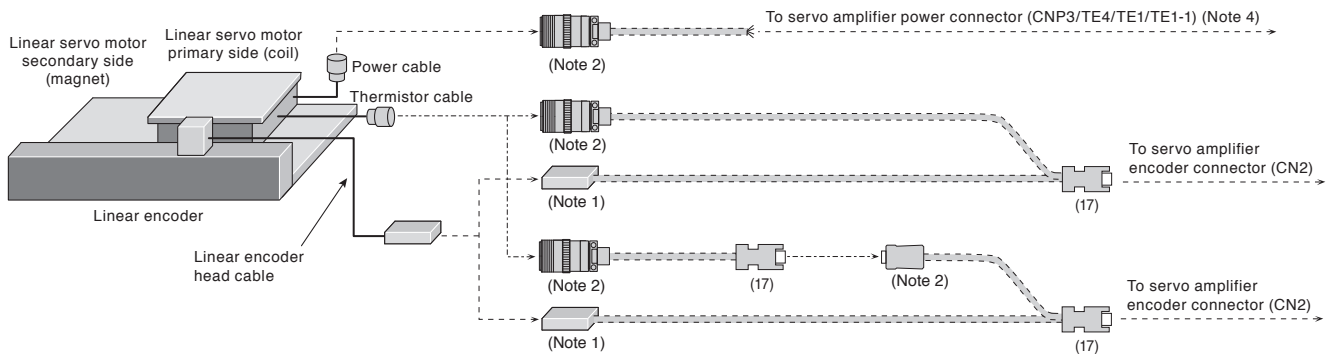 To servo amplifier power connector (CNP3/TE4/TE1/TE1-1) (Note 4)
Linear servo motor
secondary side
(magnet)
Linear servo motor
primary side (coil)
Power cable
(Note 2)
Thermistor cable
(Note 2)
To servo amplifier
encoder connector (CN2)
(Note 1)
(17)
Linear encoder
Linear encoder
head cable
(Note 2)
(17)
(Note 2)
To servo amplifier
encoder connector (CN2)
(Note 1)
(17)